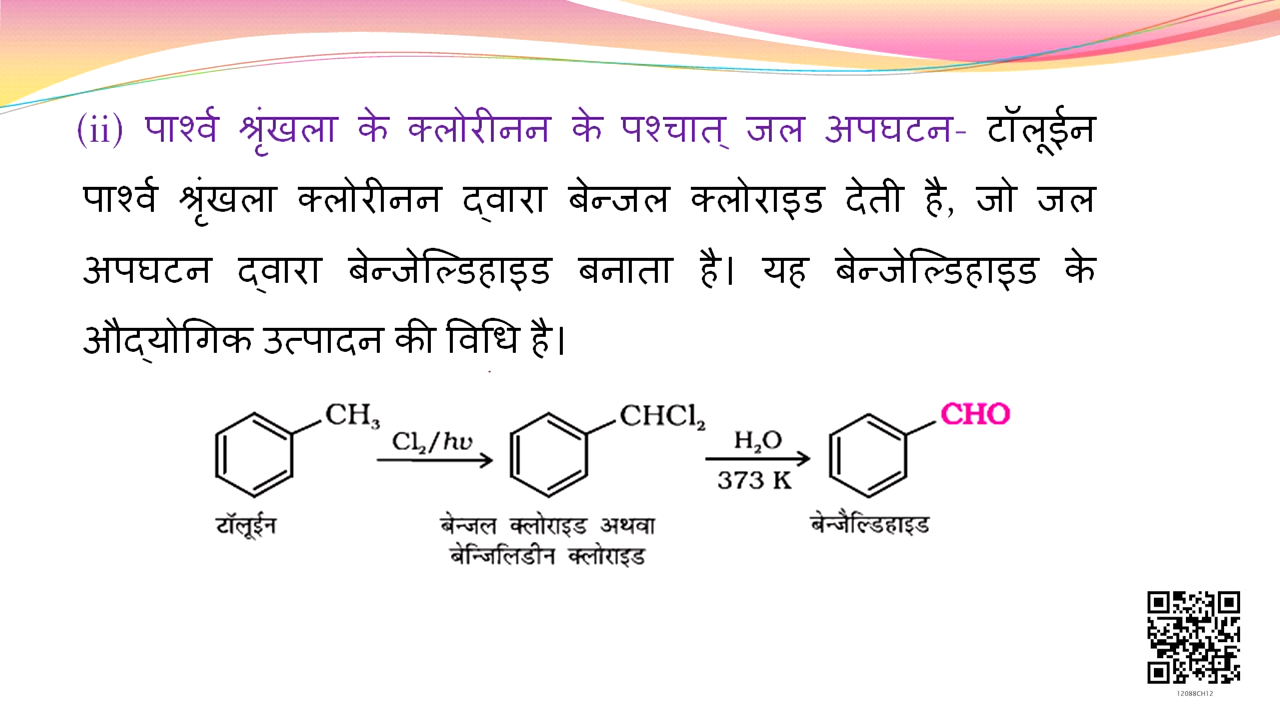 (ii) पार्श्व श्रृंखला के क्लोरीनन के पश्चात् जल अपघटन- टॉलूईन
पार्श्व श्रृंखला क्लोरीनन द्वारा बेन्जल क्लोराइड देती है, जो जल
अपघटन द्वारा बेन्जेल्डिहाइड बनाता है। यह बेन्जेल्डिहाइड के
औद्योगिक उत्पादन की विधि है।
CH₃
Cl₂/hν
CHCl₂
H₂O
373 K
CHO
टॉलूईन
बेन्जल क्लोराइड अथवा
बेन्जिलिडीन क्लोराइड
बेन्जैल्डिहाइड
12088CH12